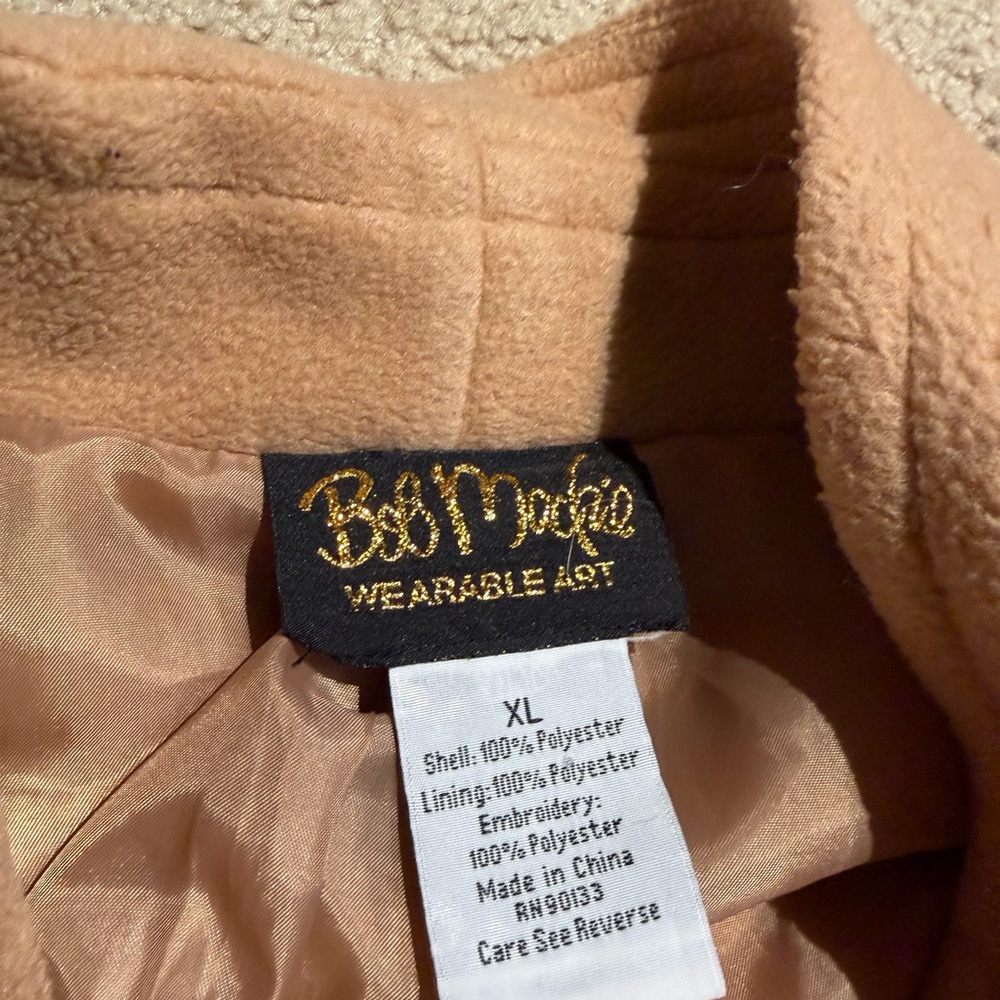 Bob Mackie
WEARABLE ART
XL
Shell: 100% Polyester
Lining: 100% Polyester
Embroidery:
100% Polyester
Made in China
RN90133
Care See Reverse